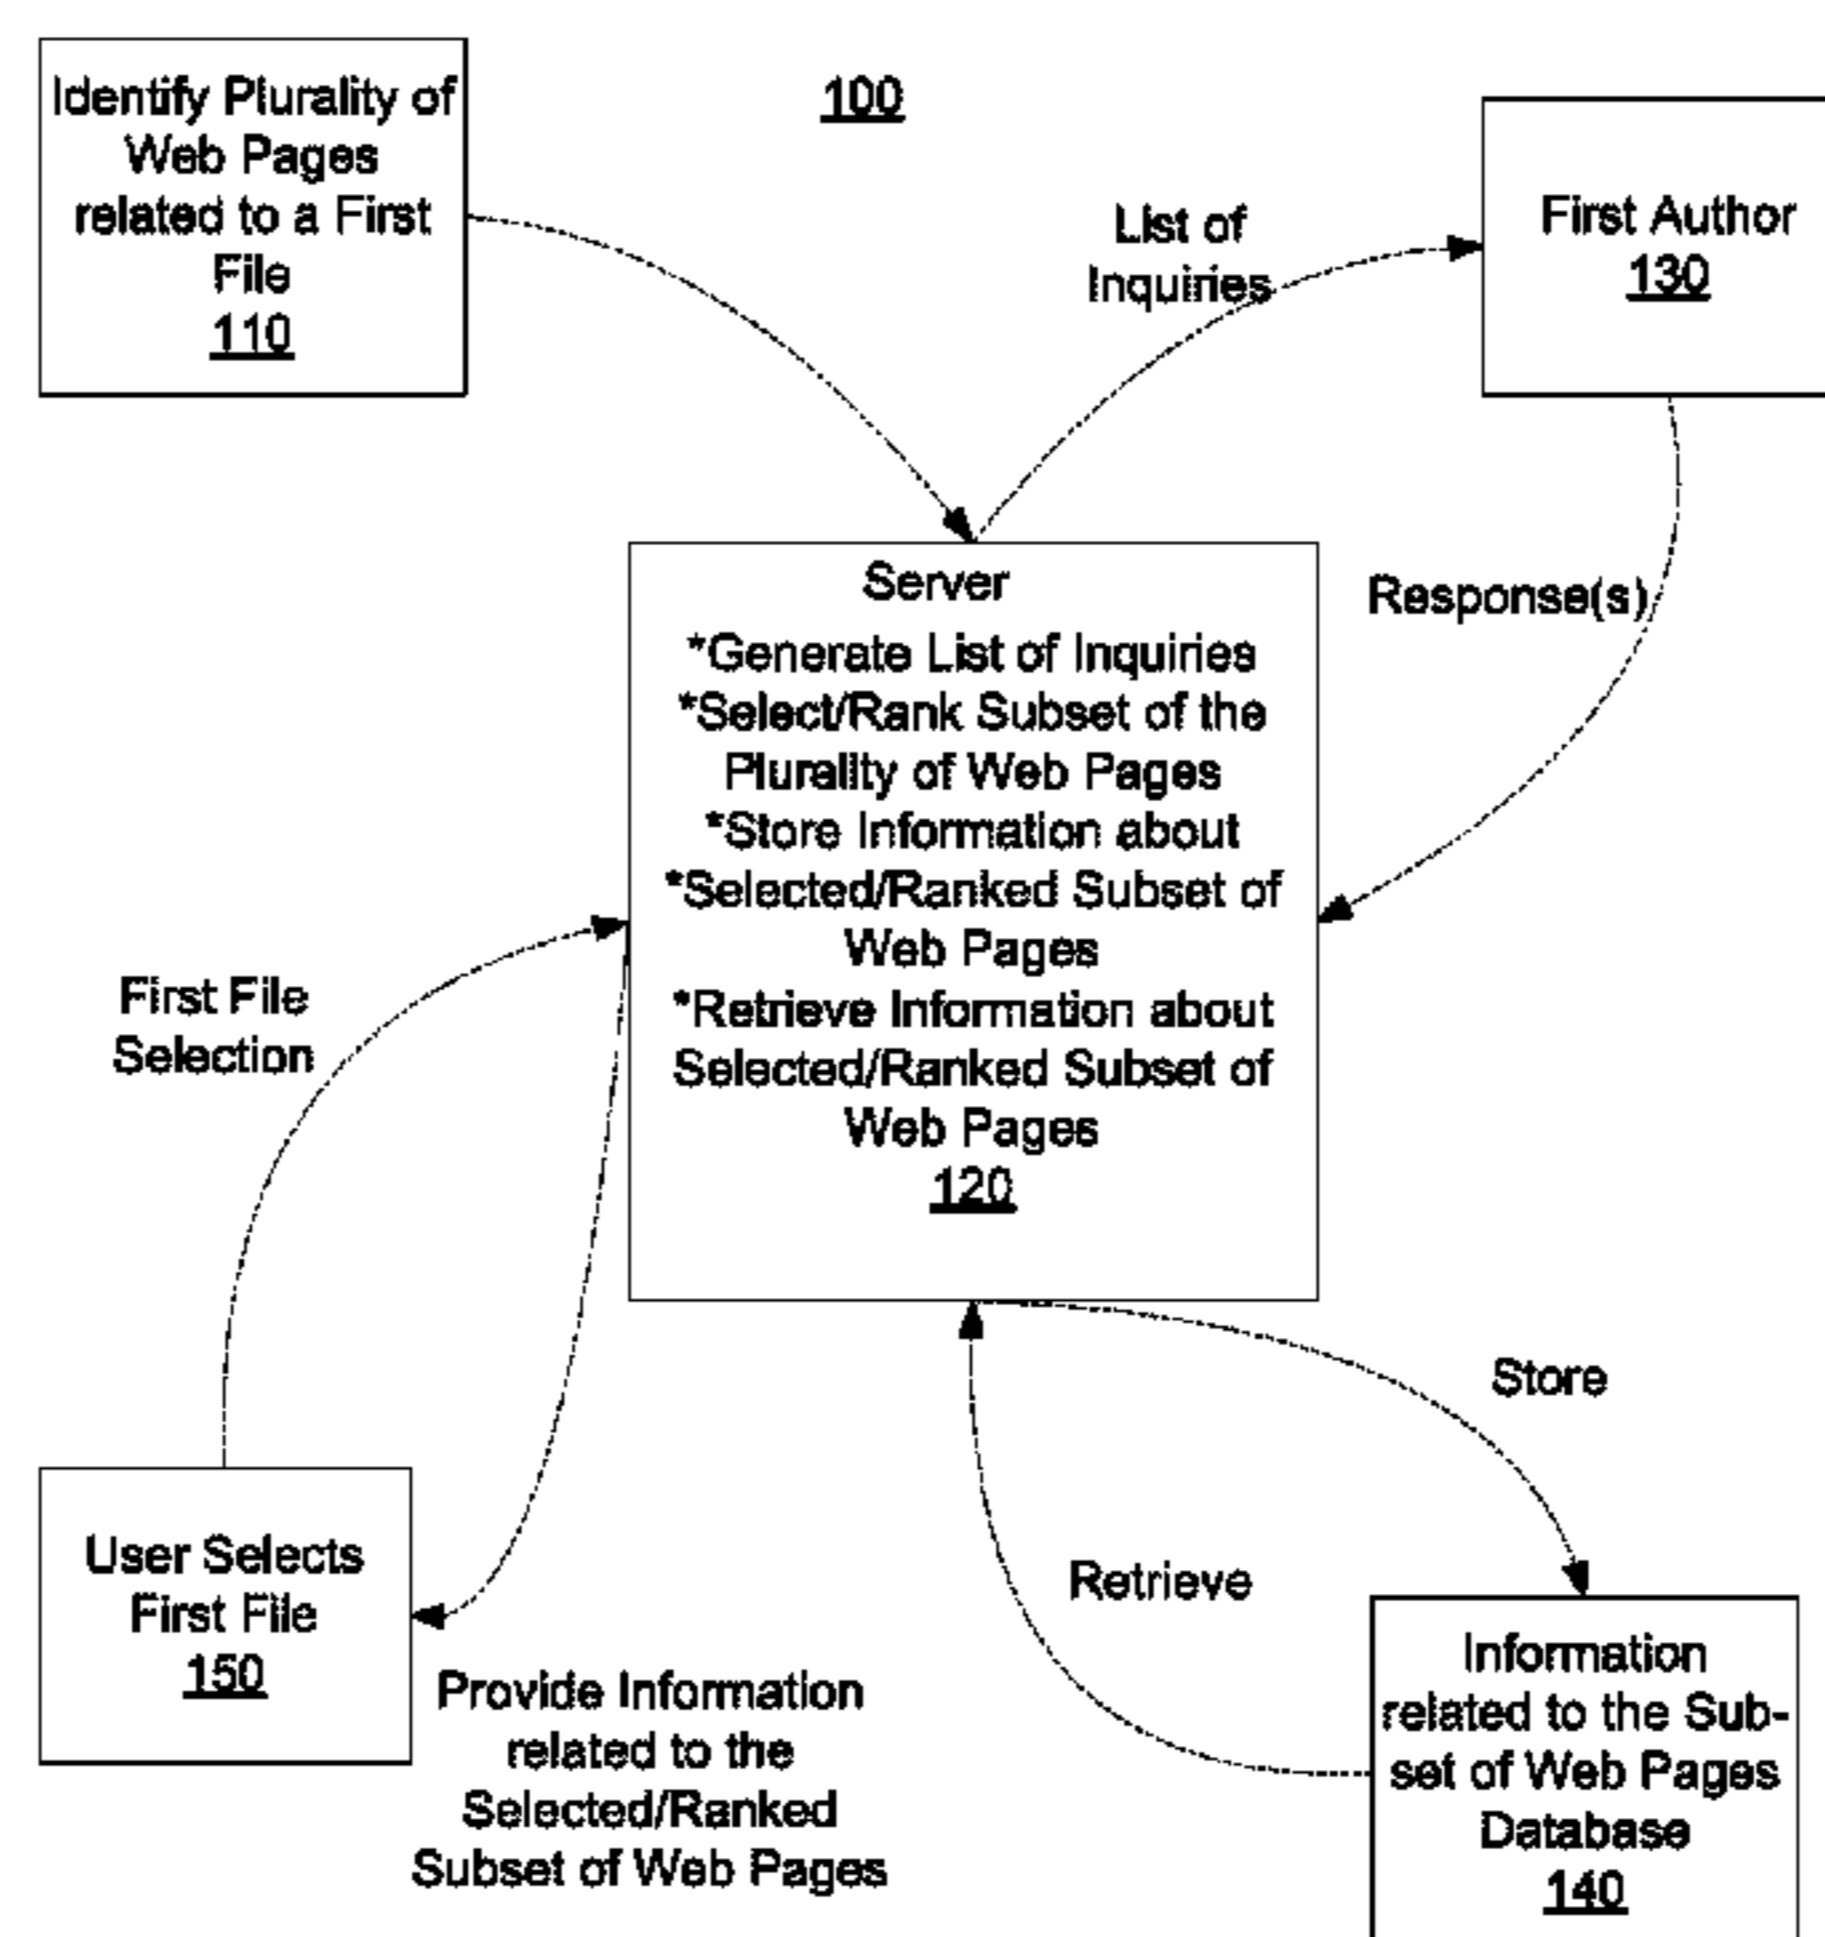 Identify Plurality of
Web Pages
related to a First
File
110
100
List of
Inquiries
First Author
130
Response(s)
Server
*Generate List of Inquiries
*Select/Rank Subset of the
Plurality of Web Pages
*Store Information about
*Selected/Ranked Subset of
Web Pages
*Retrieve Information about
Selected/Ranked Subset of
Web Pages
120
First File
Selection
Store
Retrieve
User Selects
First File
150
Provide Information
related to the
Selected/Ranked
Subset of Web Pages
Information
related to the Sub-
set of Web Pages
Database
140